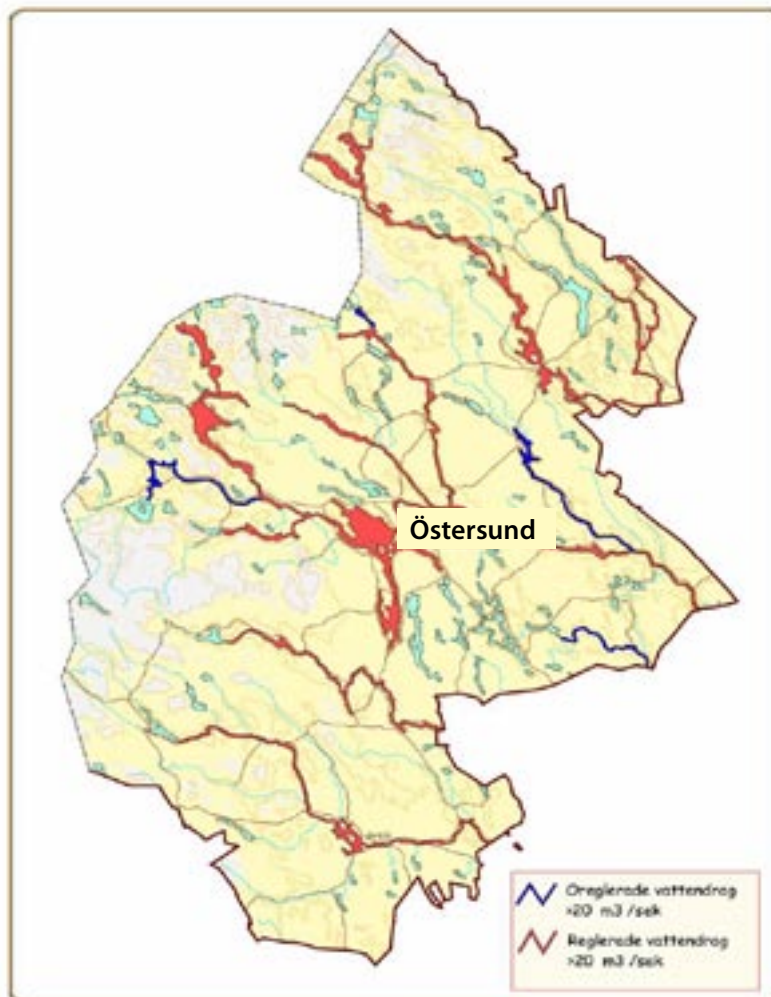 Östersund
Oreglerade vattendrag
>20 m3 /sek
Reglerade vattendrag
>20 m3 /sek